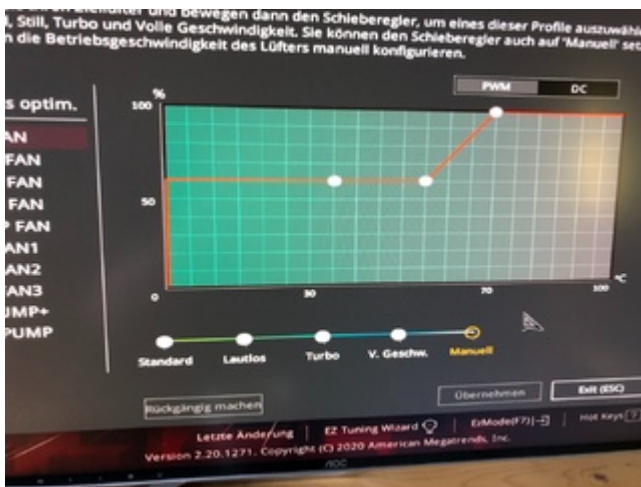 und bewegen dann den Schieberegler, um eines dieser Profile auszuwähle
Still, Turbo und Volle Geschwindigkeit. Sie können den Schieberegler auch auf 'Manuell' se
die Betriebsgeschwindigkeit des Lüfters manuell konfigurieren.
PWM DC
s optim.
%
100
AN
FAN
FAN
FAN
50
P FAN
AN1
AN2
AN3
UMP+
PUMP
°C
0 30 70 100
Standard Lautlos Turbo V. Geschw. Manuell
Rückgängig machen Übernehmen Exit (ESC)
Letzte Änderung EZ Tuning Wizard EzMode(F7) Hot Keys ?
Version 2.20.1271. Copyright (C) 2020 American Megatrends, Inc.
AOC